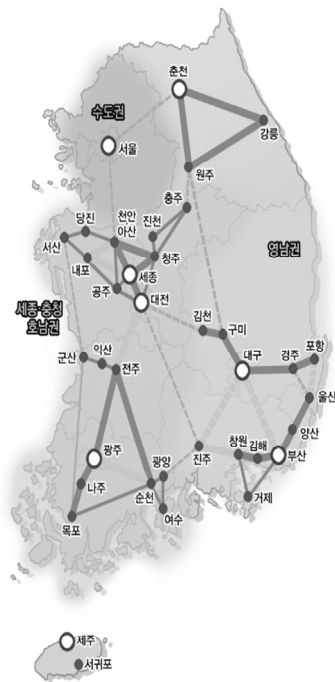 춘천
수도권
강릉
서울
원주
충주
당진
천안
아산
진천
서산
영남권
내포
청주
세종
공주
대전
세종·충청
호남권
김천
구미
포항
군산
익산
전주
대구
경주
울산
양산
광주
광양
창원
김해
진주
부산
나주
순천
거제
목포
여수
제주
서귀포